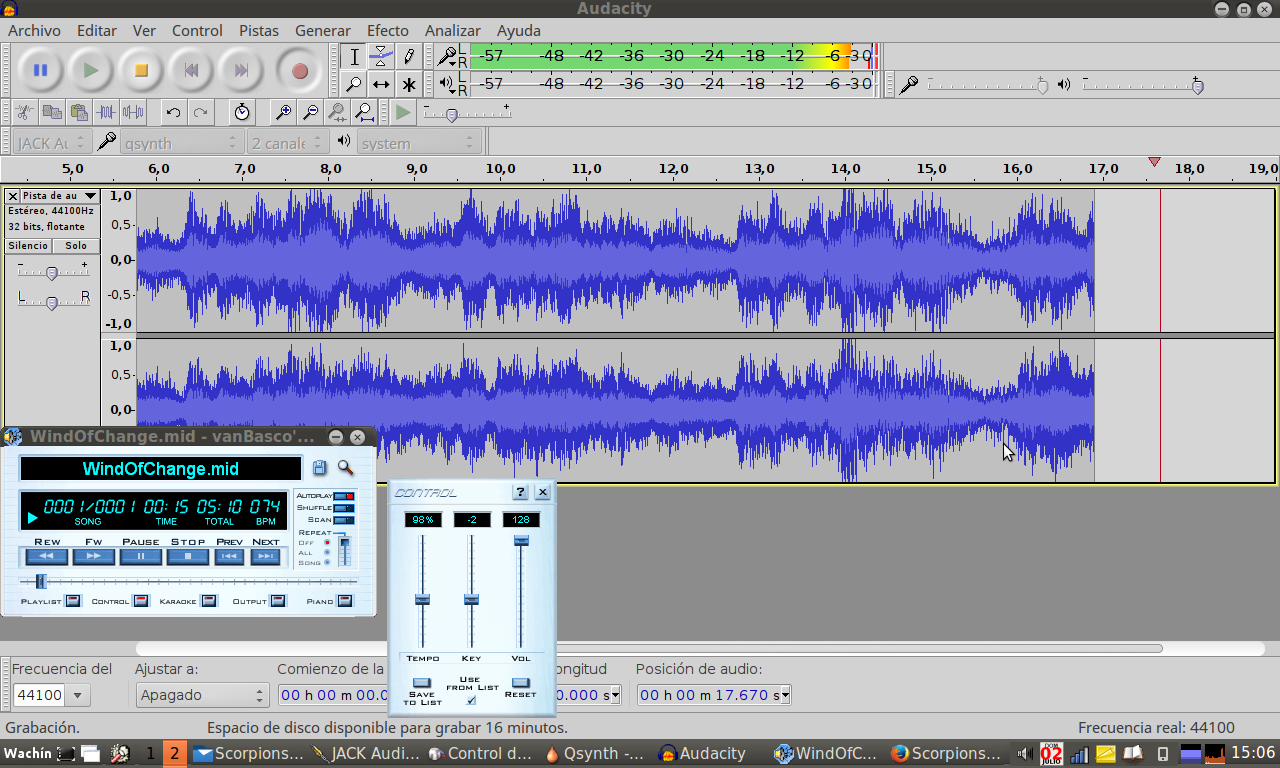 Audacity
Archivo Editar Ver Control Pistas Generar Efecto Analizar Ayuda
L R -57 -48 -42 -36 -30 -24 -18 -12 -6 -3 0
L R -57 -48 -42 -36 -30 -24 -18 -12 -6 -3 0
- + - +
- +
JACK Au qsynth 2 canale system
5,0 6,0 7,0 8,0 9,0 10,0 11,0 12,0 13,0 14,0 15,0 16,0 17,0 18,0 19,0
X Pista de au
Estéreo, 44100Hz
32 bits, flotante
Silencio Solo
- +
L R
1,0
0,5-
0,0-
-0,5-
-1,0
1,0
0,5-
0,0-
WindOfChange.mid - vanBasco'...
WindOfChange.mid
0001/0001 00:15 05:10 074
SONG TIME TOTAL BPM
AUTOPLAY
SHUFFLE
SCAN
REPEAT
OFF
ALL
SONG
REW FW PAUSE STOP PREV NEXT
PLAYLIST CONTROL KARAOKE OUTPUT PIANO
CONTROL ? X
98% -2 128
TEMPO KEY VOL
SAVE TO LIST
USE FROM LIST
RESET
Frecuencia del Ajustar a: Comienzo de la ongitud Posición de audio:
44100 Apagado 00 h 00 m 00.0 0.000 s 00 h 00 m 17.670 s
Grabación. Espacio de disco disponible para grabar 16 minutos. Frecuencia real: 44100
Wachín 1 2 Scorpions... JACK Audi... Control d... Qsynth -... Audacity WindOfC... Scorpions... DOM 02 JULIO 15:06